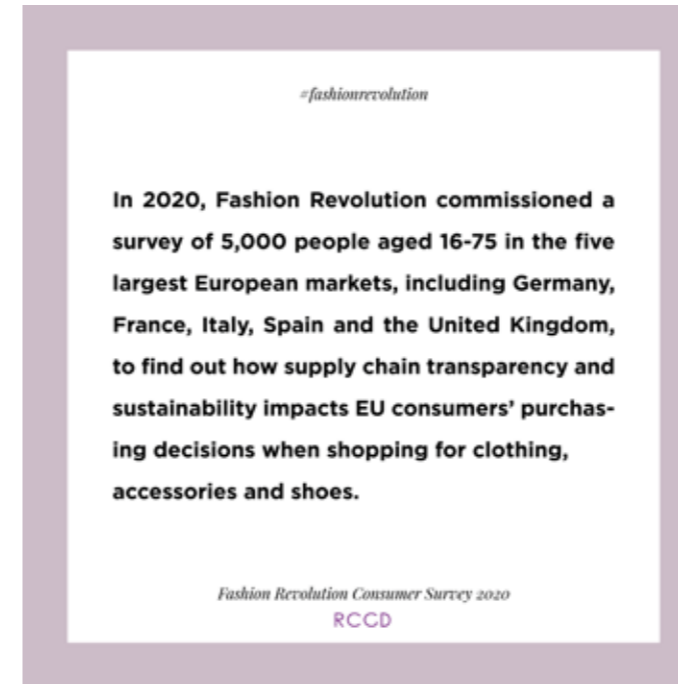 #fashionrevolution
In 2020, Fashion Revolution commissioned a
survey of 5,000 people aged 16-75 in the five
largest European markets, including Germany,
France, Italy, Spain and the United Kingdom,
to find out how supply chain transparency and
sustainability impacts EU consumers’ purchas-
ing decisions when shopping for clothing,
accessories and shoes.
Fashion Revolution Consumer Survey 2020
RCCD